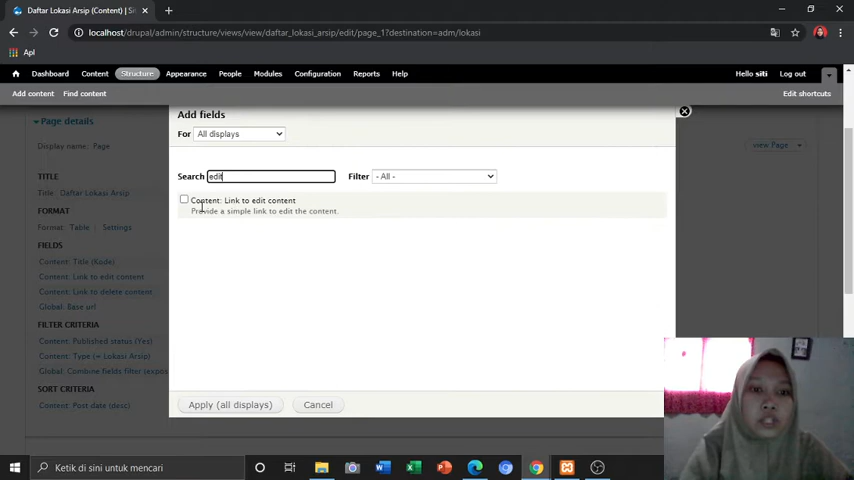 Daftar Lokasi Arsip (Content) | Sit
localhost/drupal/admin/structure/views/view/daftar_lokasi_arsip/edit/page_1?destination=adm/lokasi
Apl
Dashboard Content Structure Appearance People Modules Configuration Reports Help
Hello siti Log out
Add content Find content
Edit shortcuts
Add fields
Page details
For All displays
Display name: Page
view Page
Search edit Filter - All -
TITLE
Title: Daftar Lokasi Arsip
Content: Link to edit content
Provide a simple link to edit the content.
FORMAT
Format: Table Settings
FIELDS
Content: Title (Kode)
Content: Link to edit content
Content: Link to delete content
Global: Base url
FILTER CRITERIA
Content: Published status (Yes)
Content: Type (= Lokasi Arsip)
Global: Combine fields filter (expos
SORT CRITERIA
Content: Post date (desc)
Apply (all displays) Cancel
Ketik di sini untuk mencari